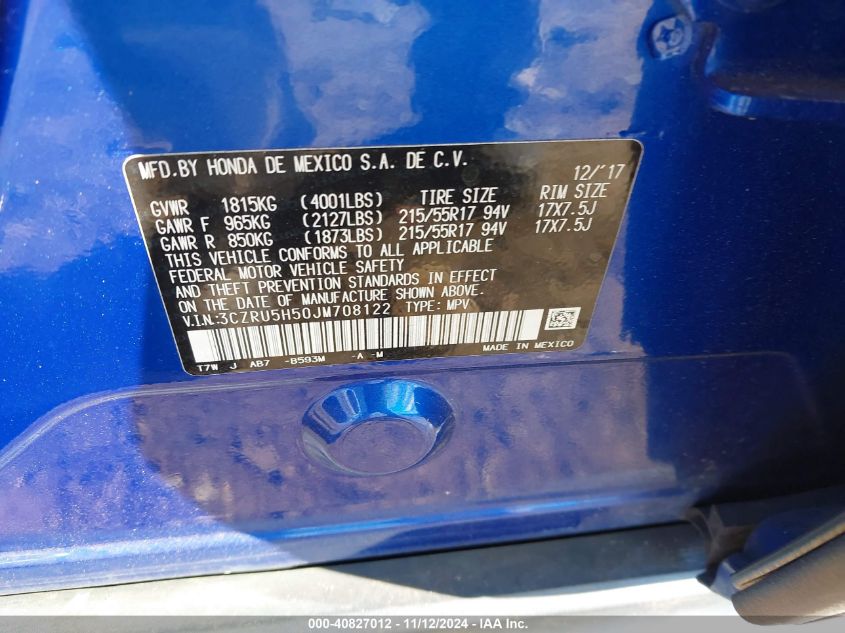 MFD.BY HONDA DE MEXICO S.A. DE C.V. 12/'17
GVWR 1815KG (4001LBS) TIRE SIZE RIM SIZE
GAWR F 965KG (2127LBS) 215/55R17 94V 17X7.5J
GAWR R 850KG (1873LBS) 215/55R17 94V 17X7.5J
THIS VEHICLE CONFORMS TO ALL APPLICABLE
FEDERAL MOTOR VEHICLE SAFETY
AND THEFT PREVENTION STANDARDS IN EFFECT
ON THE DATE OF MANUFACTURE SHOWN ABOVE.
V.I.N:3CZRU5H50JM708122 TYPE: MPV
T7W J AB7 -B593M -A -M MADE IN MEXICO
000-40827012 - 11/12/2024 - IAA Inc.